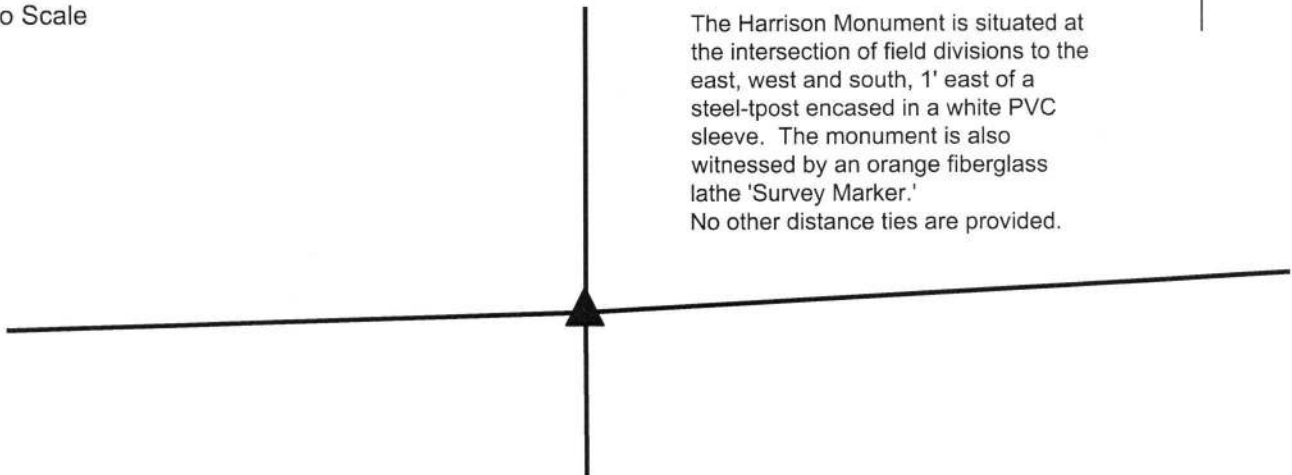 o Scale
The Harrison Monument is situated at
the intersection of field divisions to the
east, west and south, 1' east of a
steel-tpost encased in a white PVC
sleeve.  The monument is also
witnessed by an orange fiberglass
lathe 'Survey Marker.'
No other distance ties are provided.